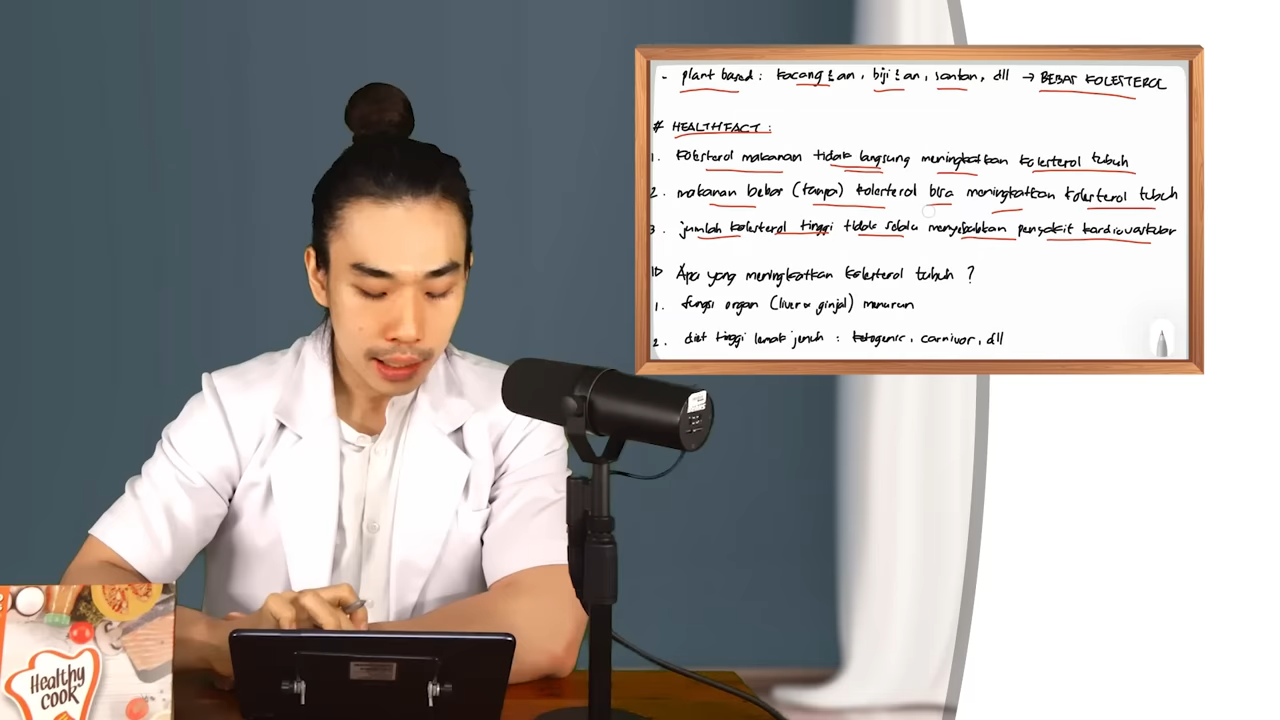 - plant based : kacang2an, biji2an, santan, dll → BEBAS KOLESTEROL
# HEALTHFACT :
1. Kolesterol makanan tidak langsung meningkatkan kolesterol tubuh
2. makanan bebas (tanpa) kolesterol bisa meningkatkan kolesterol tubuh
3. jumlah kolesterol tinggi tidak selalu menyebabkan penyakit kardiovaskular
Apa yang meningkatkan kolesterol tubuh ?
1. fungsi organ (liver & ginjal) menurun
2. diet tinggi lemak jenuh : ketogenic, carnivor, dll
Healthy
cook